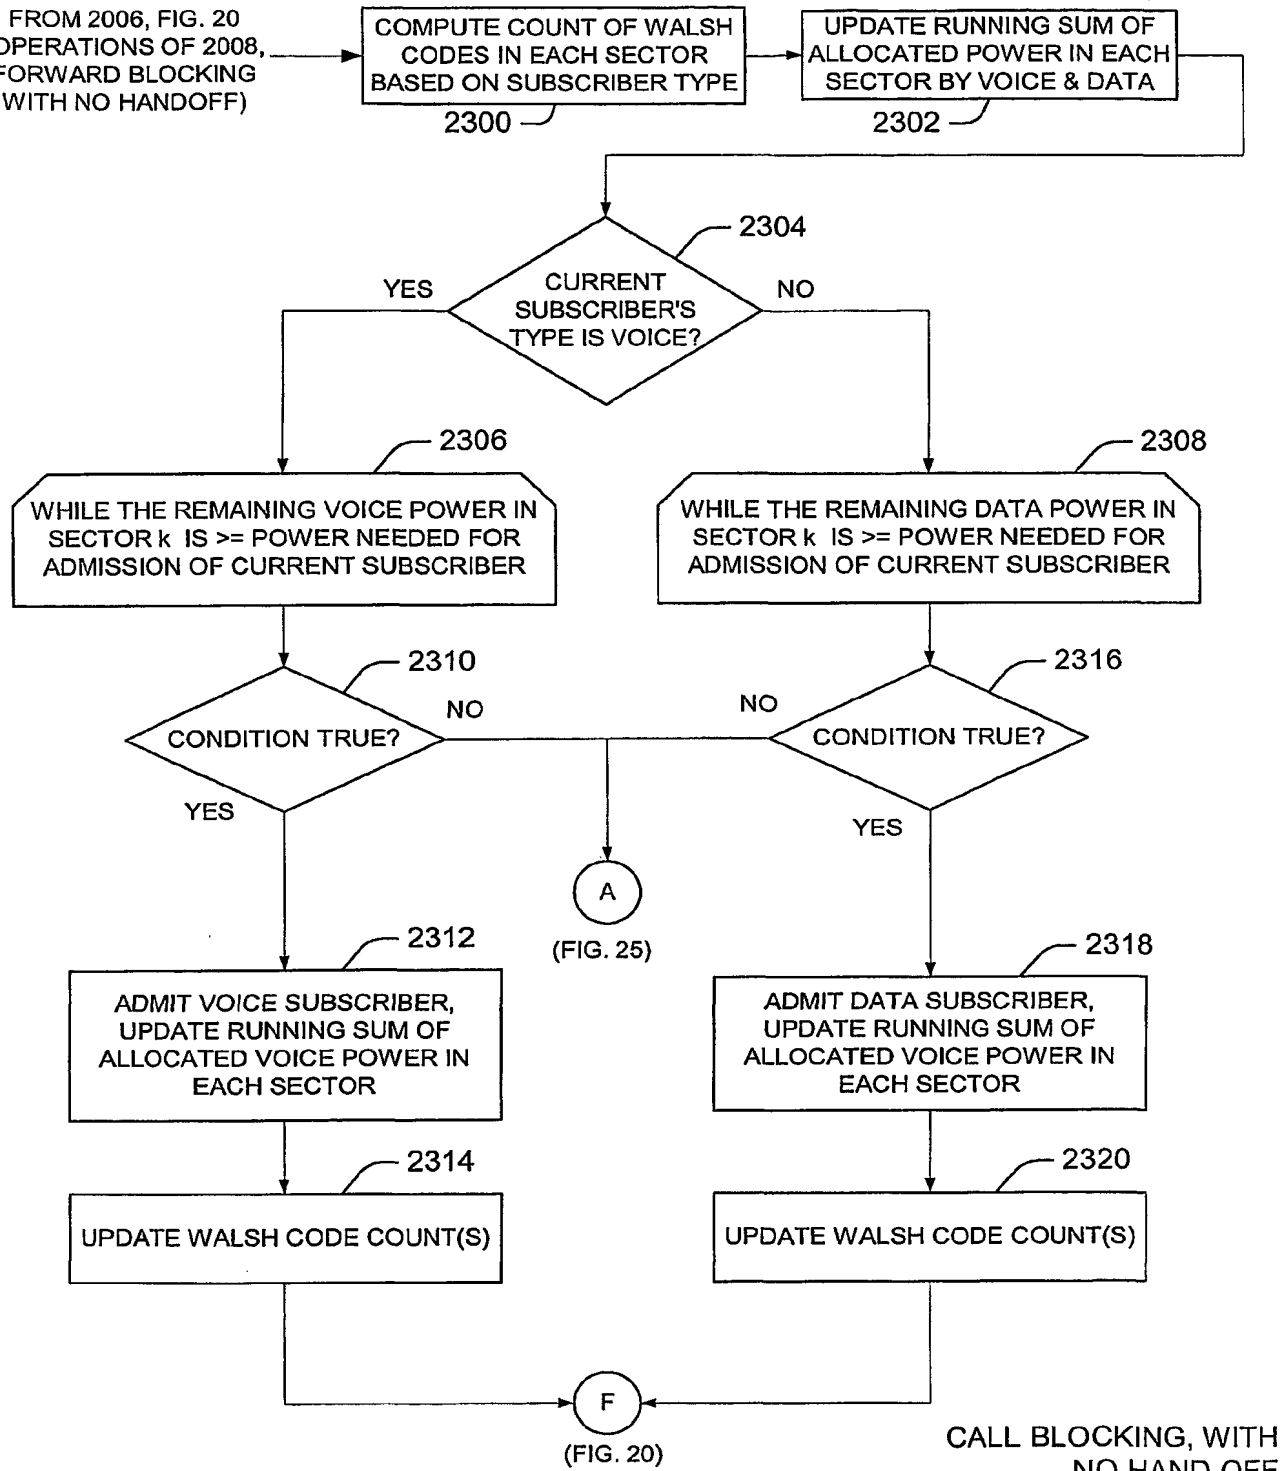 FROM 2006, FIG. 20
OPERATIONS OF 2008,
FORWARD BLOCKING
WITH NO HANDOFF)
COMPUTE COUNT OF WALSH
CODES IN EACH SECTOR
BASED ON SUBSCRIBER TYPE
2300
UPDATE RUNNING SUM OF
ALLOCATED POWER IN EACH
SECTOR BY VOICE & DATA
2302
2304
CURRENT
SUBSCRIBER'S
TYPE IS VOICE?
YES
NO
2306
WHILE THE REMAINING VOICE POWER IN
SECTOR k IS >= POWER NEEDED FOR
ADMISSION OF CURRENT SUBSCRIBER
2308
WHILE THE REMAINING DATA POWER IN
SECTOR k IS >= POWER NEEDED FOR
ADMISSION OF CURRENT SUBSCRIBER
2310
CONDITION TRUE?
NO
YES
2316
CONDITION TRUE?
NO
YES
A
(FIG. 25)
2312
ADMIT VOICE SUBSCRIBER,
UPDATE RUNNING SUM OF
ALLOCATED VOICE POWER IN
EACH SECTOR
2318
ADMIT DATA SUBSCRIBER,
UPDATE RUNNING SUM OF
ALLOCATED VOICE POWER IN
EACH SECTOR
2314
UPDATE WALSH CODE COUNT(S)
2320
UPDATE WALSH CODE COUNT(S)
F
(FIG. 20)
CALL BLOCKING, WITH
NO HAND OFF